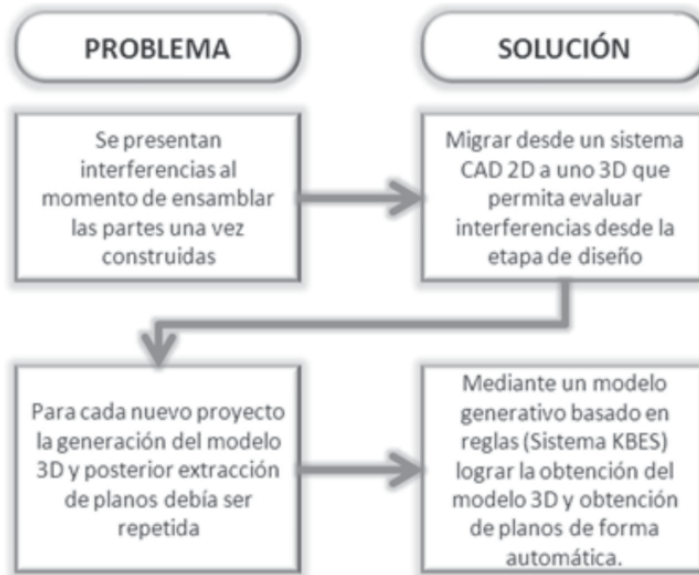 PROBLEMA
SOLUCIÓN
Se presentan
interferencias al
momento de ensamblar
las partes una vez
construidas
Migrar desde un sistema
CAD 2D a uno 3D que
permita evaluar
interferencias desde la
etapa de diseño
Para cada nuevo proyecto
la generación del modelo
3D y posterior extracción
de planos debía ser
repetida
Mediante un modelo
generativo basado en
reglas (Sistema KBES)
lograr la obtención del
modelo 3D y obtención
de planos de forma
automática.